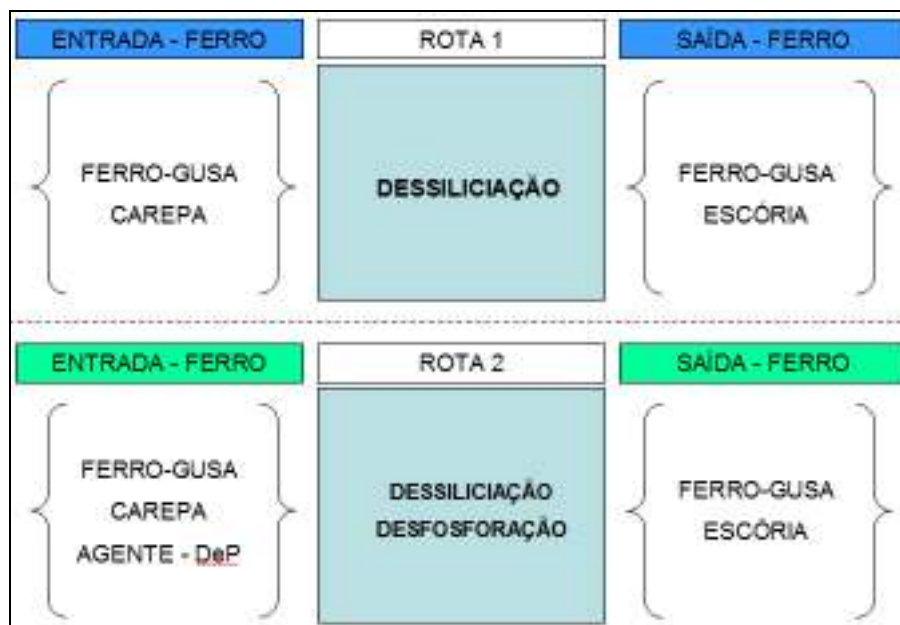 ENTRADA - FERRO
ROTA 1
SAÍDA - FERRO
FERRO-GUSA
CAREPA
DESSILICIAÇÃO
FERRO-GUSA
ESCÓRIA
ENTRADA - FERRO
ROTA 2
SAÍDA - FERRO
FERRO-GUSA
CAREPA
AGENTE - DeP
DESSILICIAÇÃO
DESFOSFORAÇÃO
FERRO-GUSA
ESCÓRIA